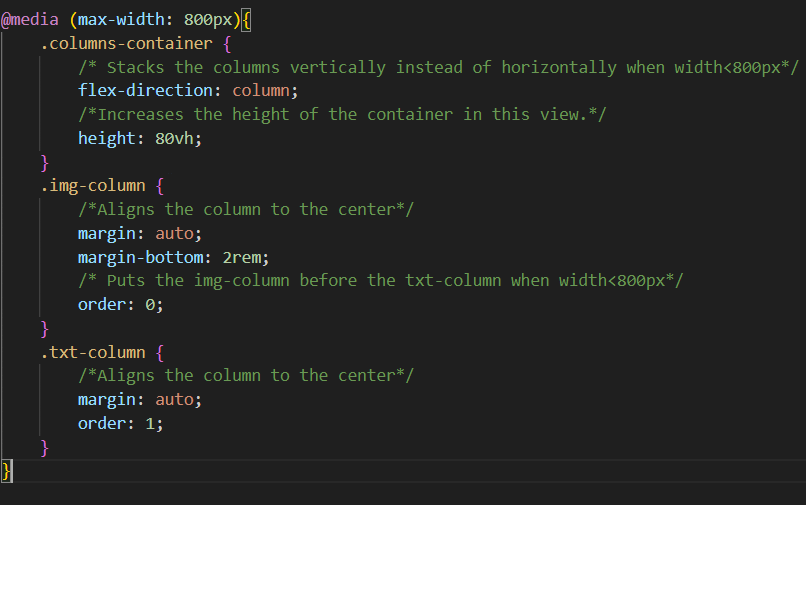 @media (max-width: 800px){
    .columns-container {
        /* Stacks the columns vertically instead of horizontally when width<800px*/
        flex-direction: column;
        /*Increases the height of the container in this view.*/
        height: 80vh;
    }
    .img-column {
        /*Aligns the column to the center*/
        margin: auto;
        margin-bottom: 2rem;
        /* Puts the img-column before the txt-column when width<800px*/
        order: 0;
    }
    .txt-column {
        /*Aligns the column to the center*/
        margin: auto;
        order: 1;
    }
}